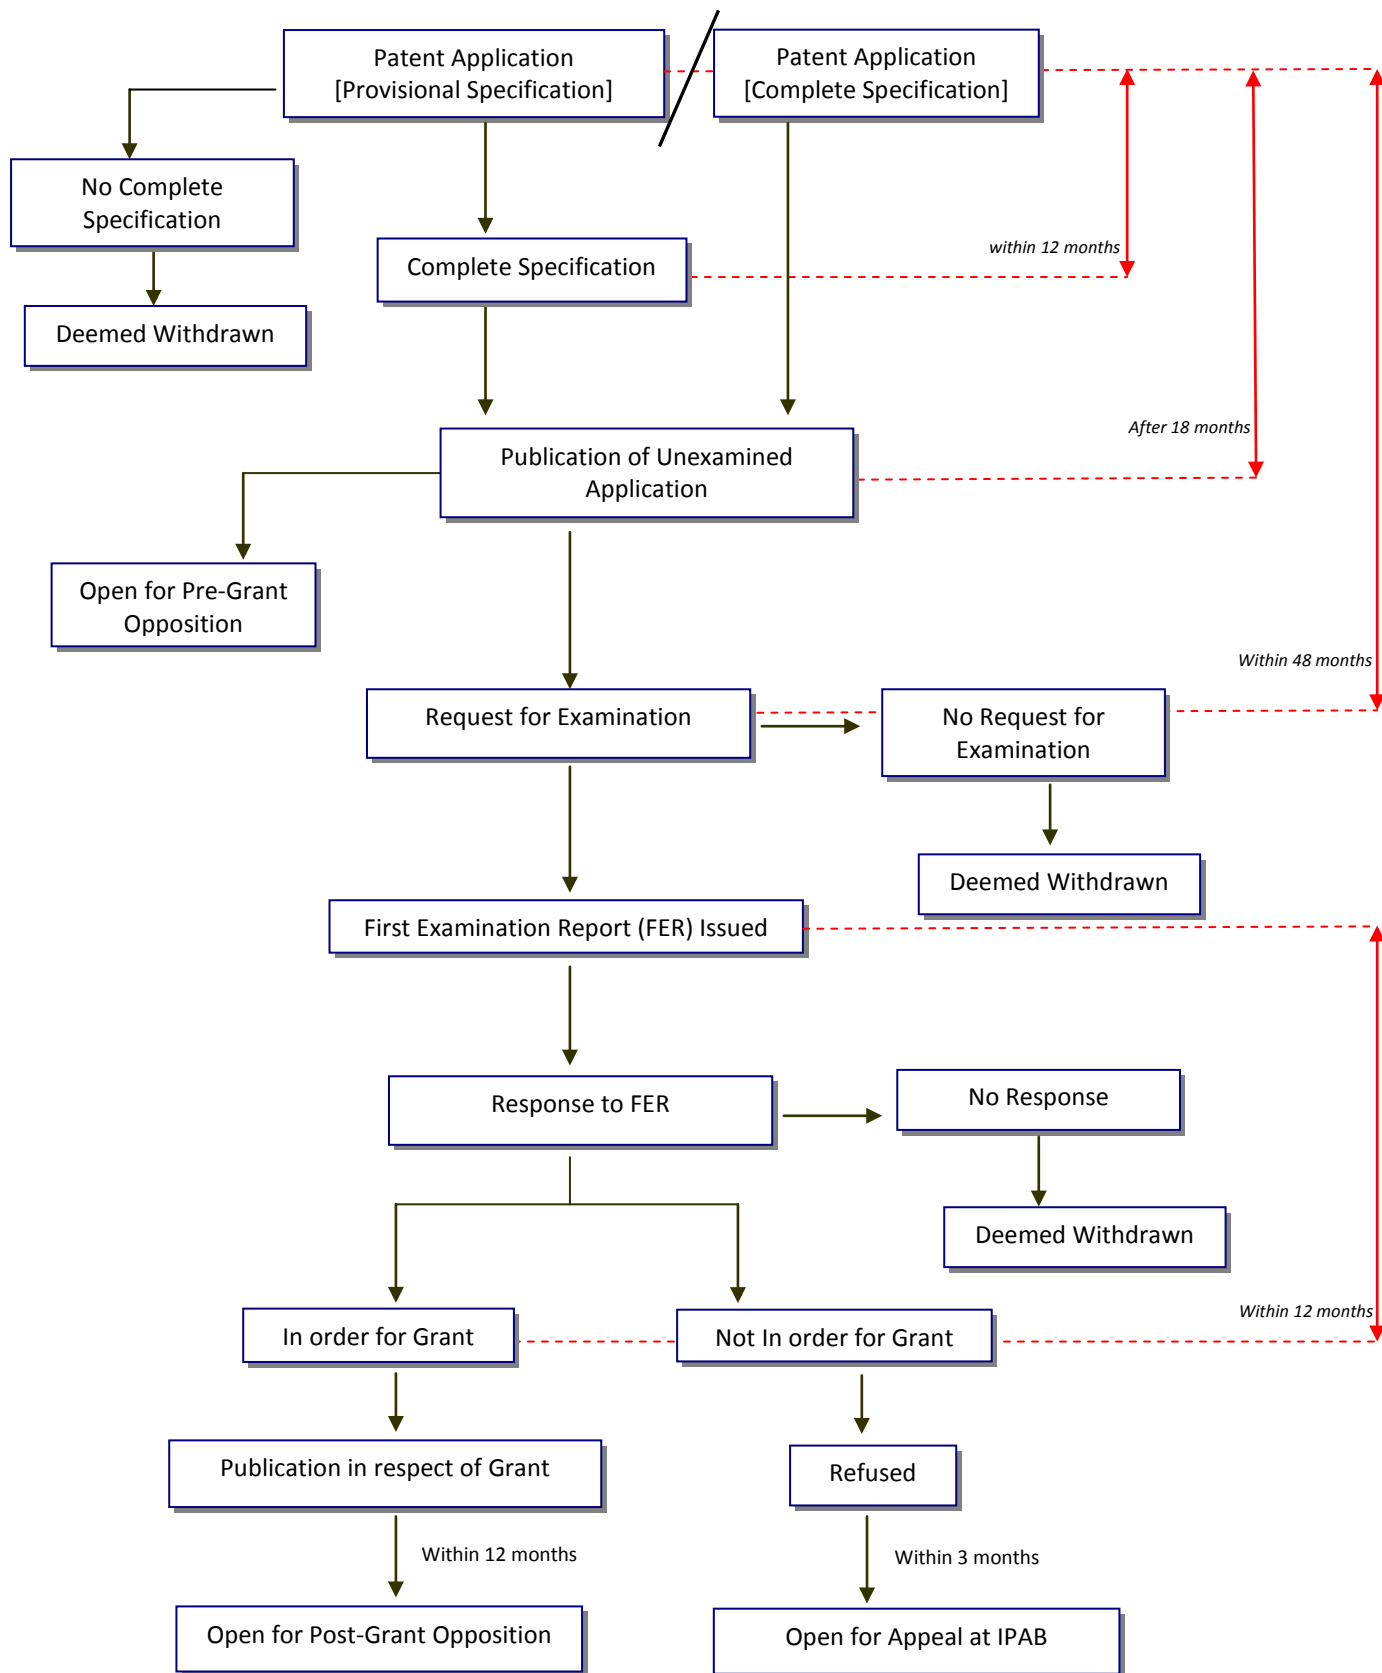 Patent Application
[Provisional Specification]
Patent Application
[Complete Specification]
No Complete
Specification
within 12 months
Complete Specification
Deemed Withdrawn
After 18 months
Publication of Unexamined
Application
Open for Pre-Grant
Opposition
Within 48 months
Request for Examination
No Request for
Examination
Deemed Withdrawn
First Examination Report (FER) Issued
Response to FER
No Response
Deemed Withdrawn
Within 12 months
In order for Grant
Not In order for Grant
Publication in respect of Grant
Refused
Within 12 months
Within 3 months
Open for Post-Grant Opposition
Open for Appeal at IPAB